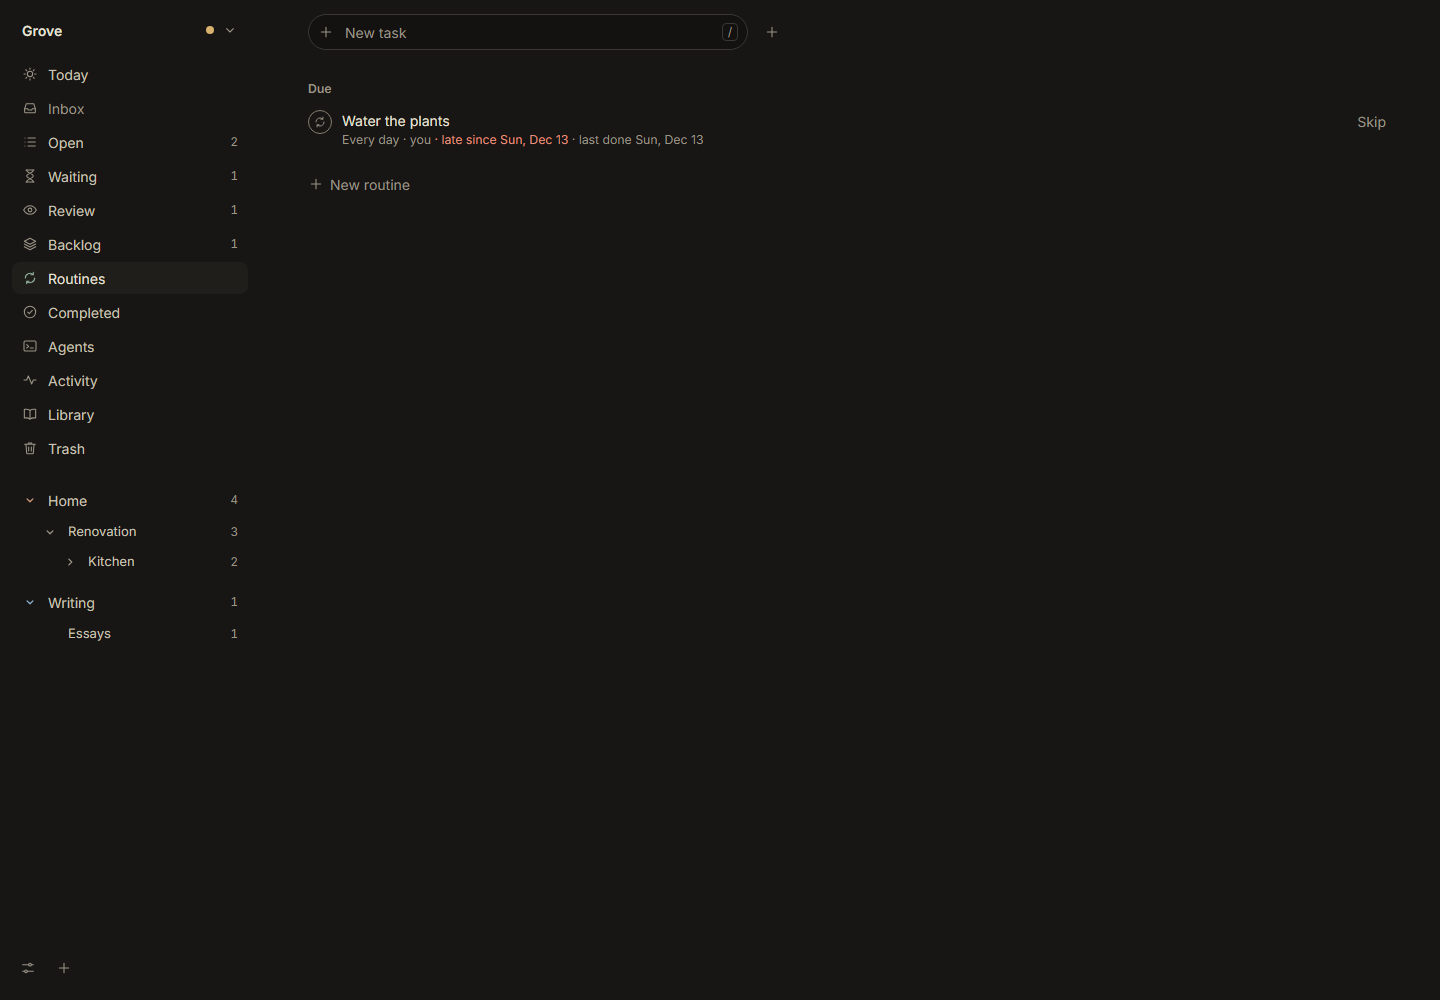 Grove
Today
Inbox
Open 2
Waiting 1
Review 1
Backlog 1
Routines
Completed
Agents
Activity
Library
Trash
Home 4
Renovation 3
Kitchen 2
Writing 1
Essays 1
New task /
Due
Water the plants
Every day · you · late since Sun, Dec 13 · last done Sun, Dec 13
Skip
New routine